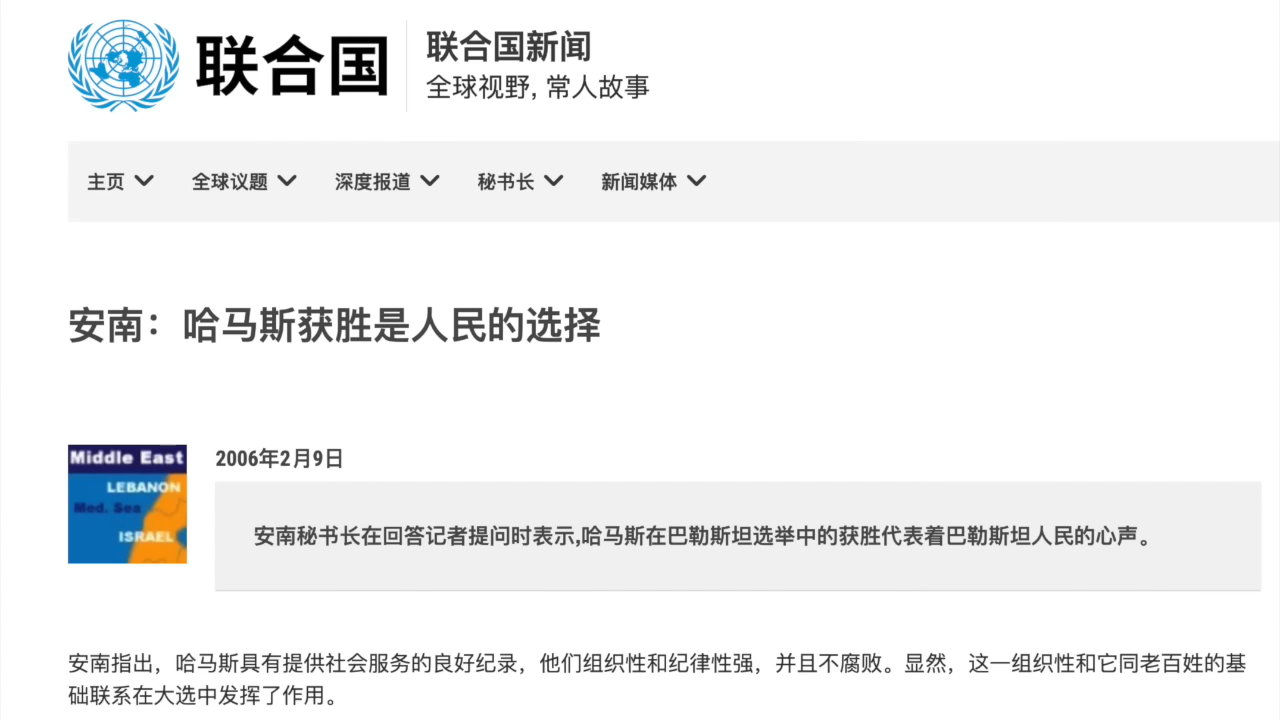 联合国
联合国新闻
全球视野, 常人故事
主页
全球议题
深度报道
秘书长
新闻媒体
安南：哈马斯获胜是人民的选择
Middle East
LEBANON
Med. Sea
ISRAEL
2006年2月9日
安南秘书长在回答记者提问时表示,哈马斯在巴勒斯坦选举中的获胜代表着巴勒斯坦人民的心声。
安南指出，哈马斯具有提供社会服务的良好纪录，他们组织性和纪律性强，并且不腐败。显然，这一组织性和它同老百姓的基
础联系在大选中发挥了作用。